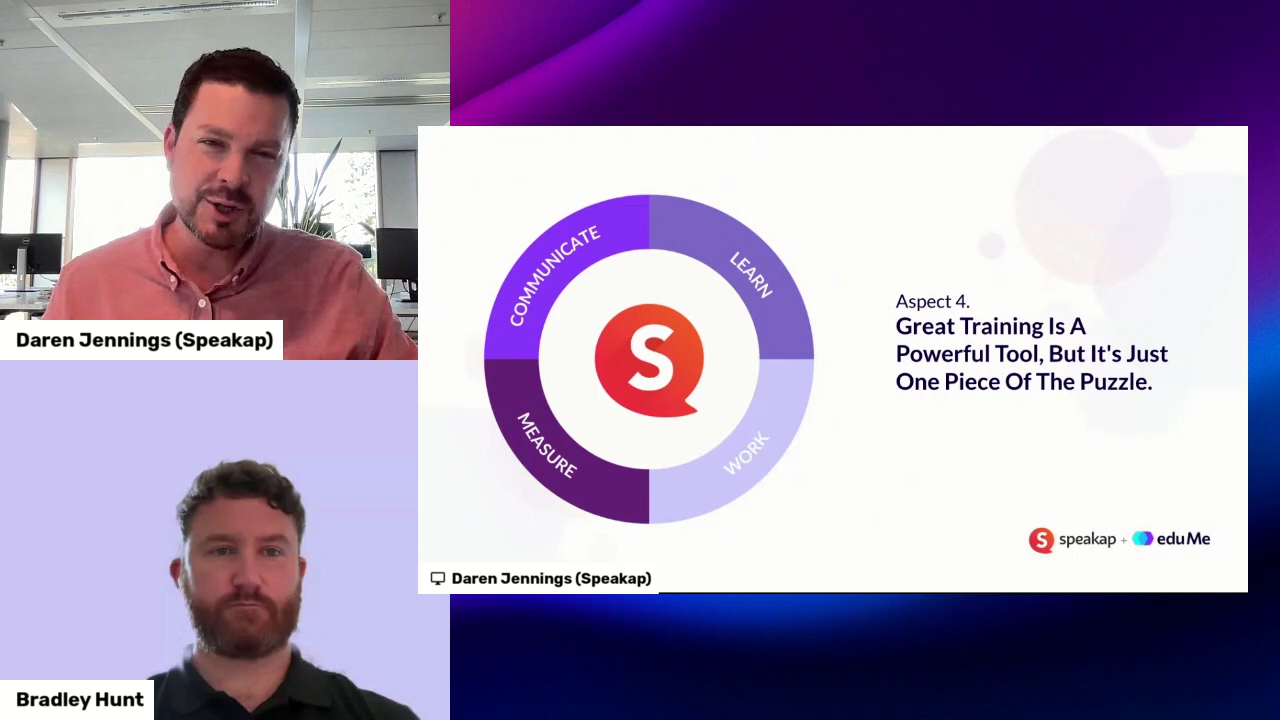 Daren Jennings (Speakap)
Bradley Hunt
COMMUNICATE
LEARN
MEASURE
WORK
S
Aspect 4.
Great Training Is A
Powerful Tool, But It's Just
One Piece Of The Puzzle.
S speakap + eduMe
Daren Jennings (Speakap)